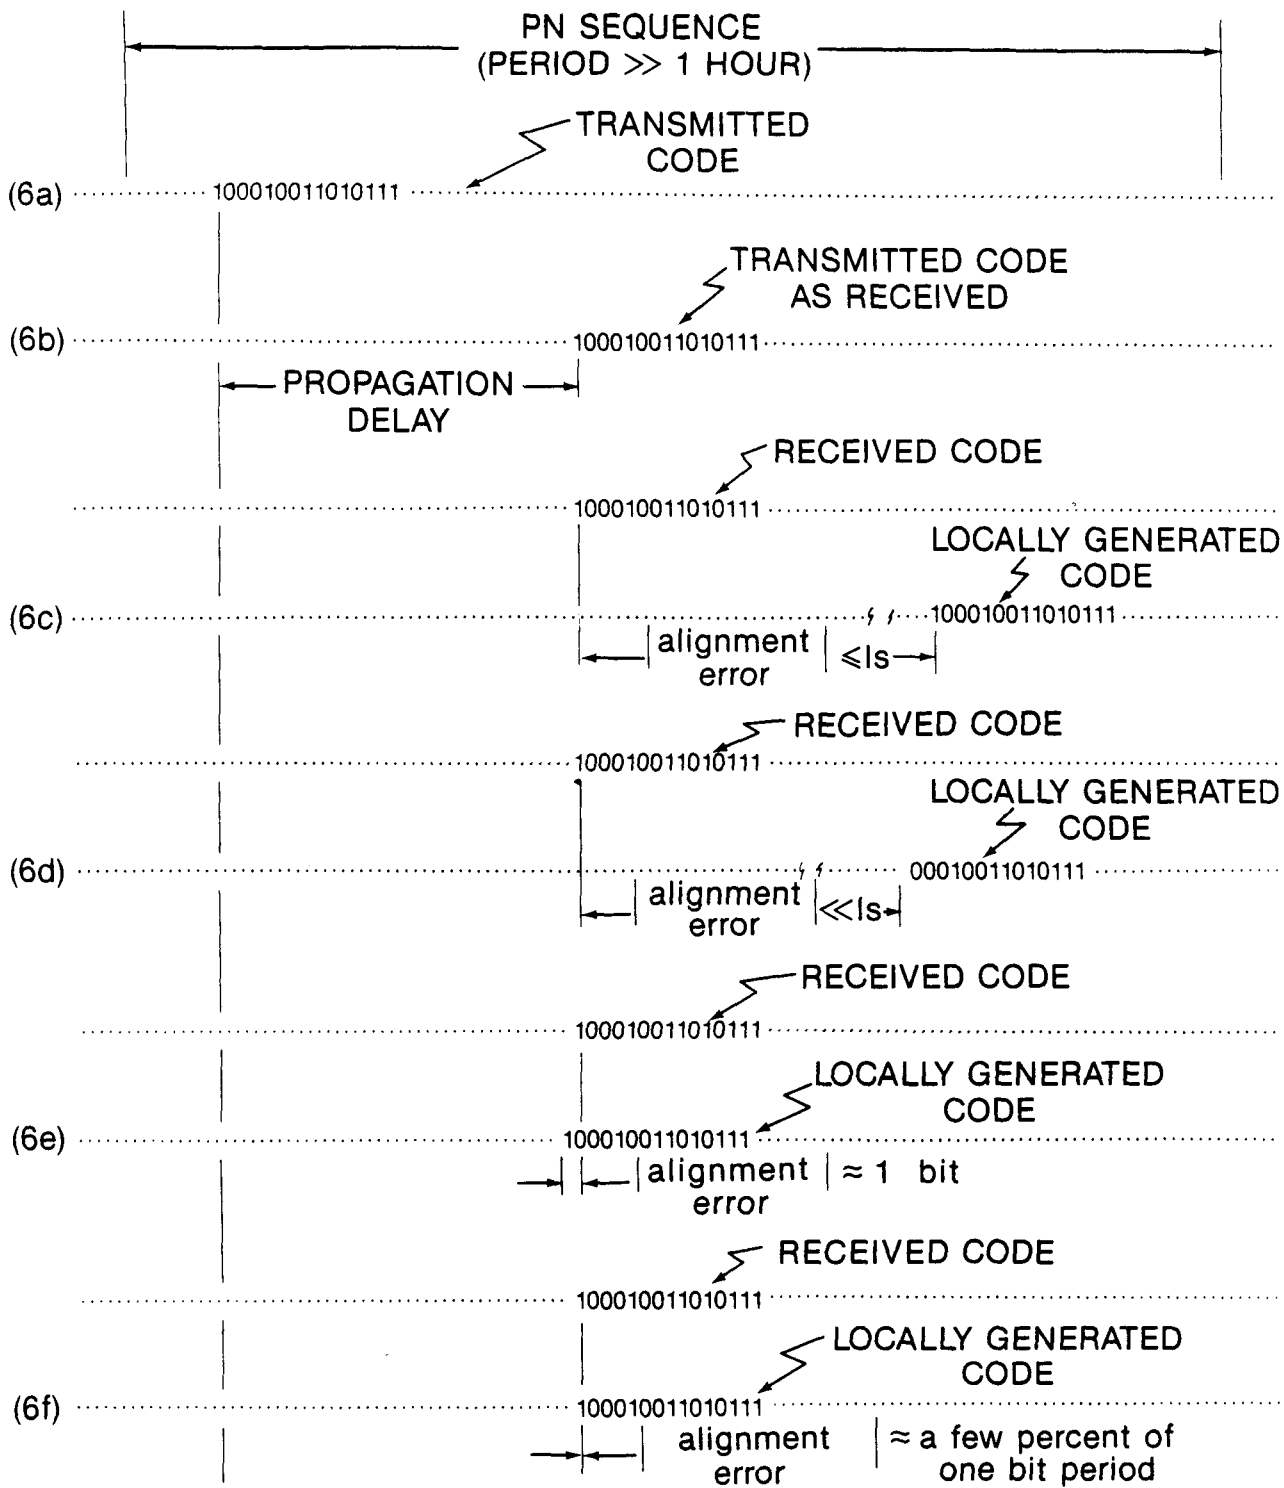 PN SEQUENCE
(PERIOD >> 1 HOUR)
TRANSMITTED
CODE
(6a) 100010011010111
TRANSMITTED CODE
AS RECEIVED
(6b) 100010011010111
PROPAGATION
DELAY
RECEIVED CODE
100010011010111
LOCALLY GENERATED
CODE
(6c) 100010011010111
alignment ≤1s
error
RECEIVED CODE
100010011010111
LOCALLY GENERATED
CODE
(6d) 00010011010111
alignment ≪1s
error
RECEIVED CODE
100010011010111
LOCALLY GENERATED
CODE
(6e) 100010011010111
alignment ≈ 1 bit
error
RECEIVED CODE
100010011010111
LOCALLY GENERATED
CODE
(6f) 100010011010111
alignment ≈ a few percent of
error one bit period